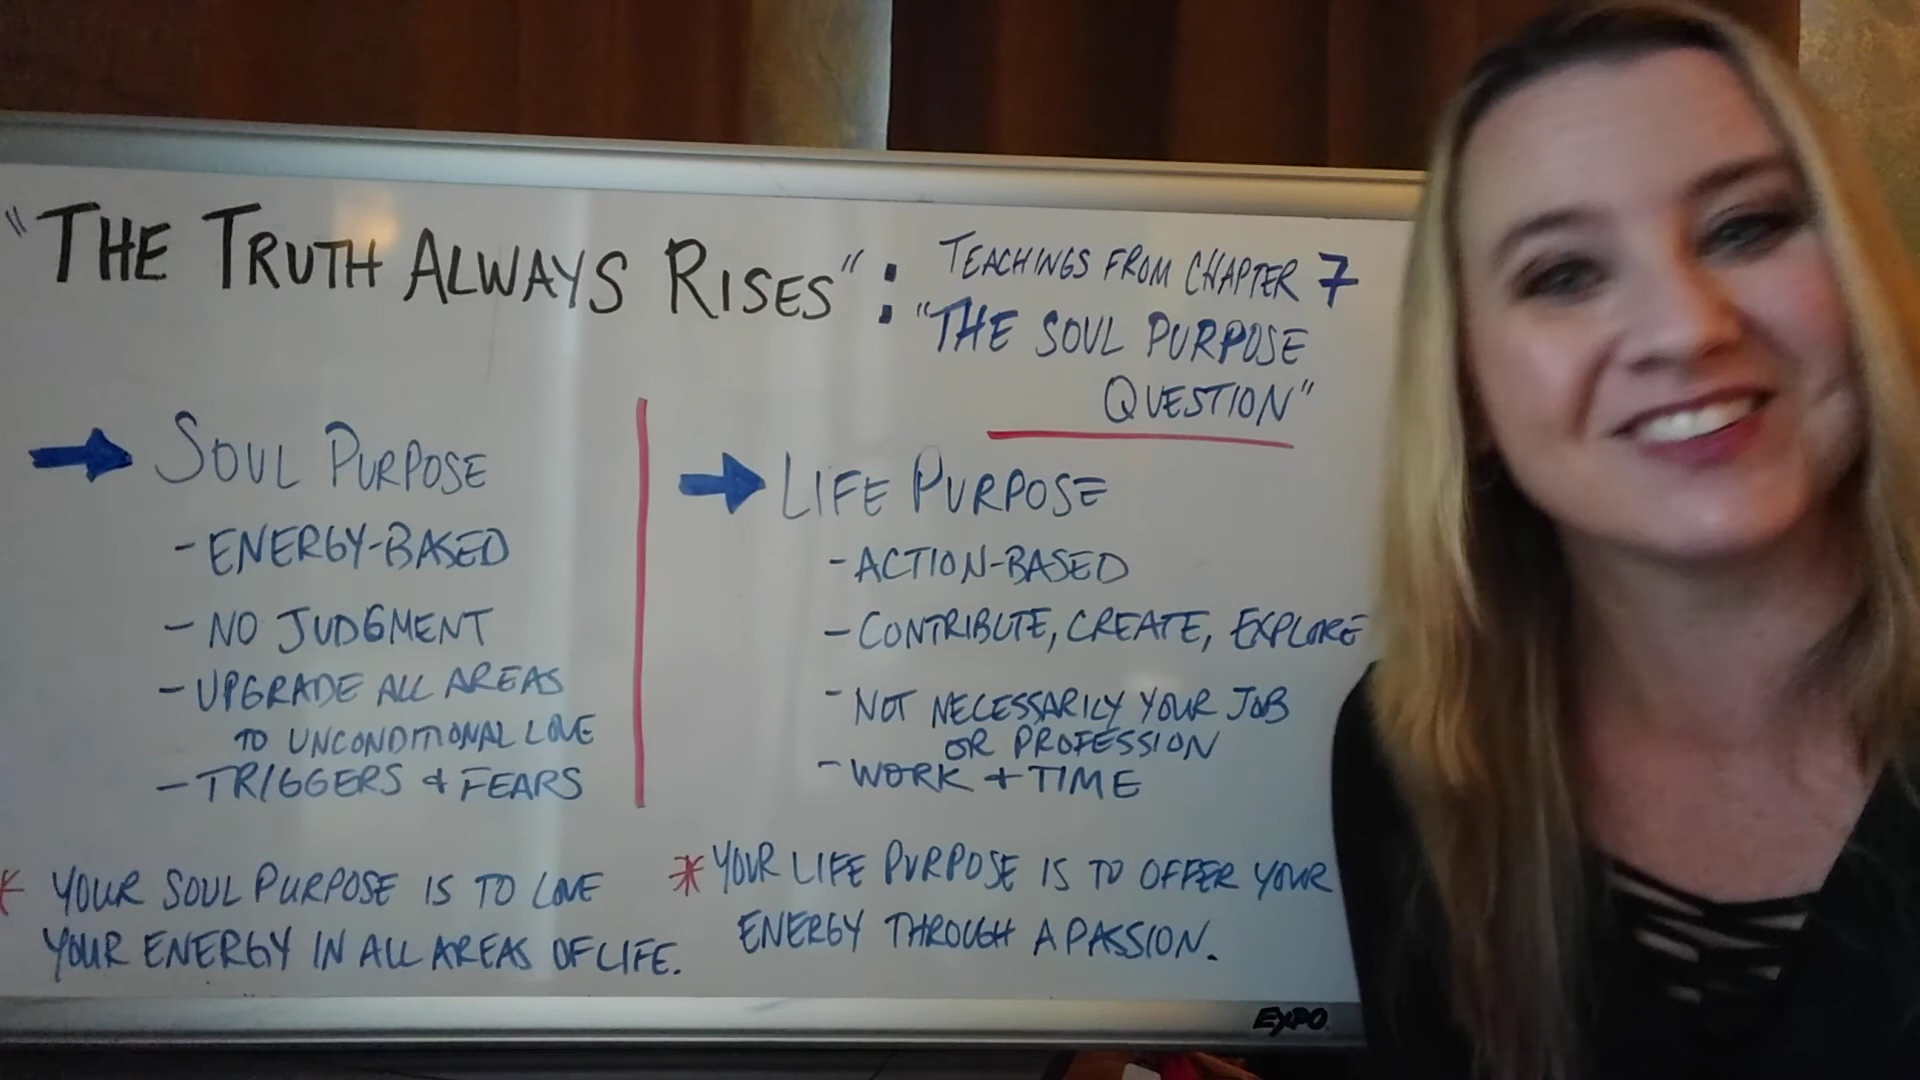 "THE TRUTH ALWAYS RISES" :
TEACHINGS FROM CHAPTER 7
"THE SOUL PURPOSE
QUESTION"
SOUL PURPOSE
- ENERGY-BASED
- NO JUDGMENT
- UPGRADE ALL AREAS
TO UNCONDITIONAL LOVE
- TRIGGERS + FEARS
* YOUR SOUL PURPOSE IS TO LOVE
YOUR ENERGY IN ALL AREAS OF LIFE.
LIFE PURPOSE
- ACTION-BASED
- CONTRIBUTE, CREATE, EXPLORE
- NOT NECESSARILY YOUR JOB
OR PROFESSION
- WORK + TIME
* YOUR LIFE PURPOSE IS TO OFFER YOUR
ENERGY THROUGH A PASSION.
EXPO